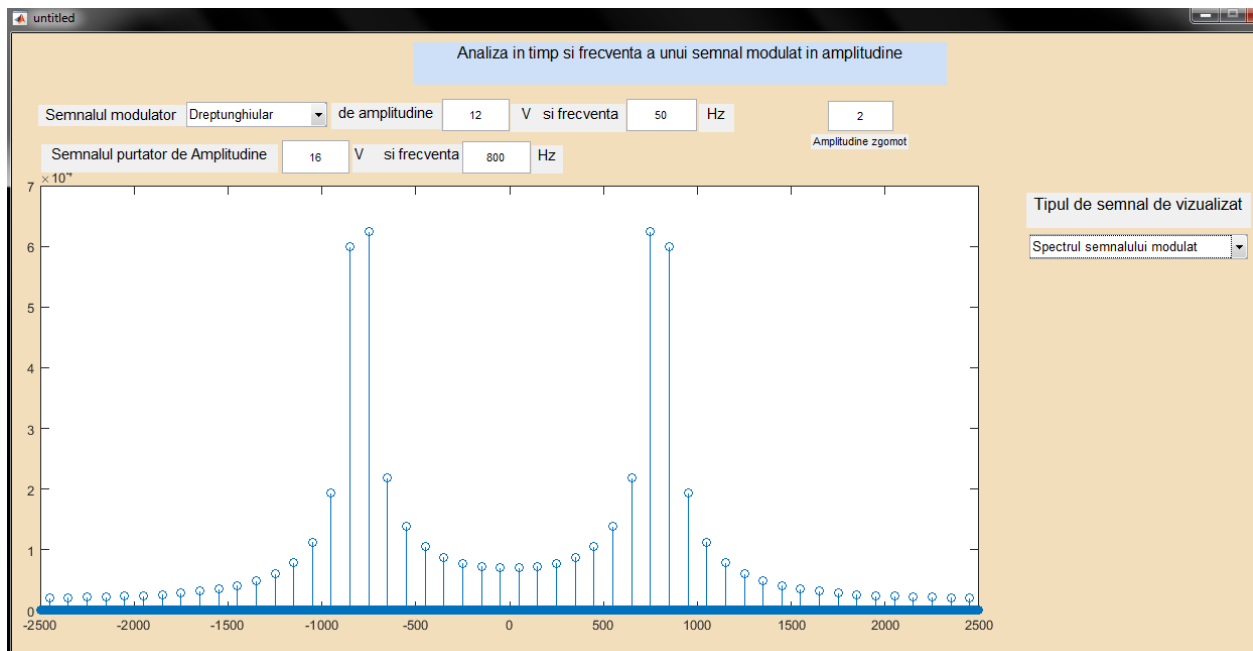 untitled
Analiza in timp si frecventa a unui semnal modulat in amplitudine
Semnalul modulator Dreptunghiular de amplitudine 12 V si frecventa 50 Hz 2
Amplitudine zgomot
Semnalul purtator de Amplitudine 16 V si frecventa 800 Hz
7
6
5
4
3
2
1
0
-2500 -2000 -1500 -1000 -500 0 500 1000 1500 2000 2500
Tipul de semnal de vizualizat
Spectrul semnalului modulat